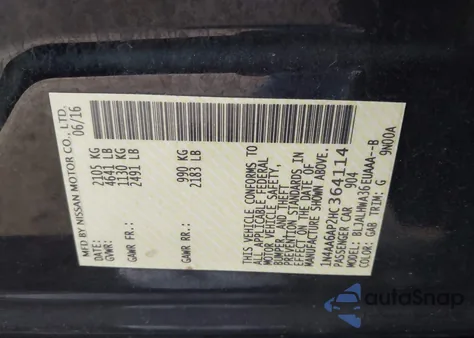 MFD BY NISSAN MOTOR CO., LTD.
06/16
GVWR: 2105 KG
4641 LB
GAWR FR: 1130 KG
2491 LB
GAWR RR: 990 KG
2183 LB
THIS VEHICLE CONFORMS
TO ALL APPLICABLE FEDERAL
MOTOR VEHICLE SAFETY,
BUMPER AND THEFT
PREVENTION STANDARDS IN
EFFECT ON THE DATE OF
MANUFACTURE SHOWN ABOVE.
1N4AA6AP2HC364114
PASSENGER CAR
COLOR: GAB TRIM: G
BLJALHWA36EUAAA--B
9N00A
autoSnap